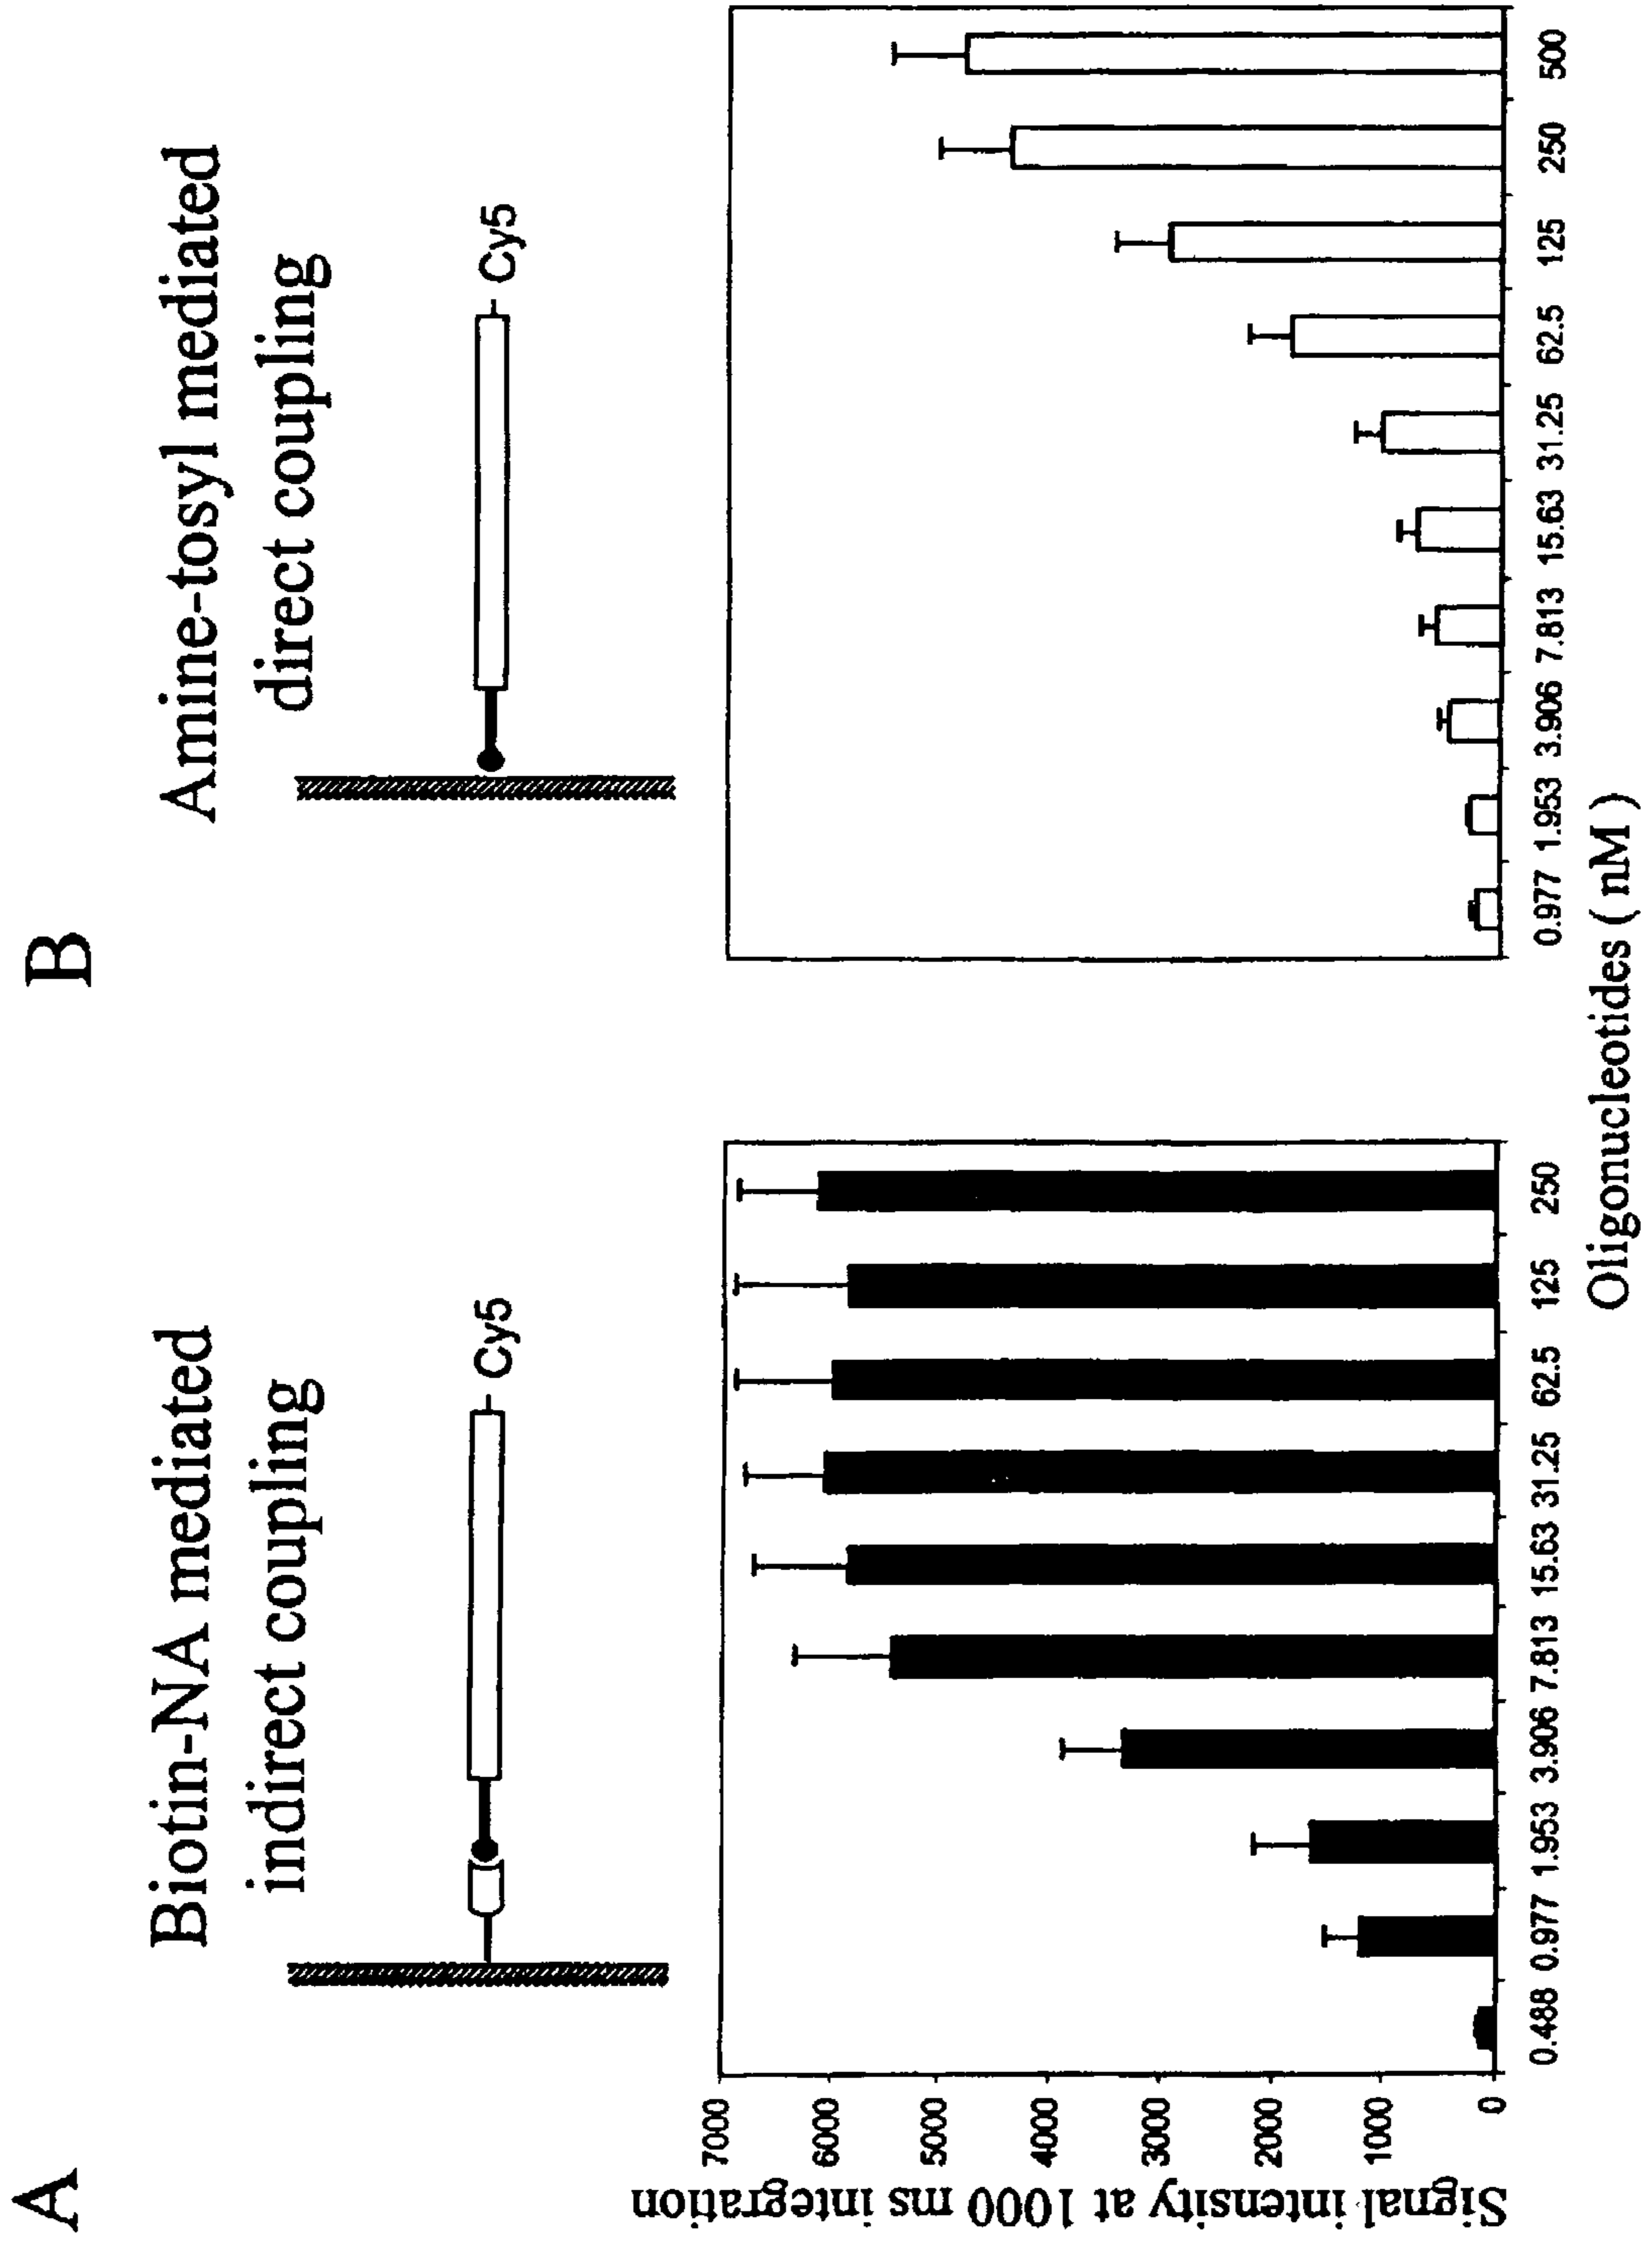 A
Biotin-NA mediated
indirect coupling
Cy5
Signal intensity at 1000 ms integration
7000
6000
5000
4000
3000
2000
1000
0
0.488 0.977 1.953 3.906 7.813 15.63 31.25 62.5 125 250
B
Amine-tosyl mediated
direct coupling
Cy5
0.977 1.953 3.906 7.813 15.63 31.25 62.5 125 250 500
Oligonucleotides ( nM )